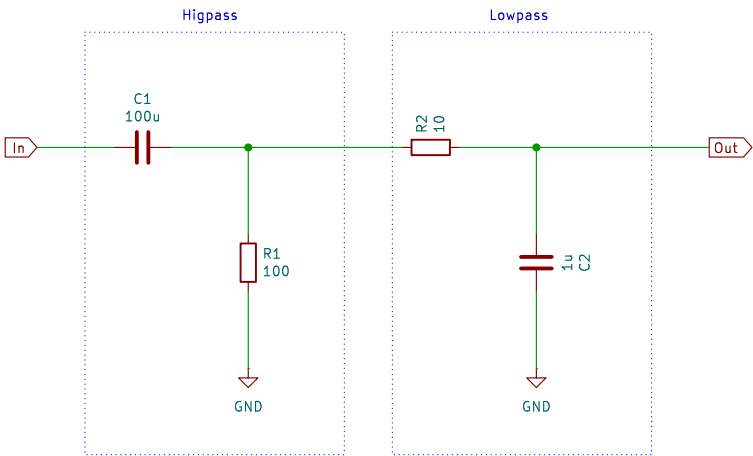 Higpass
Lowpass
C1
100u
R2
10
In
Out
R1
100
1u
C2
GND
GND